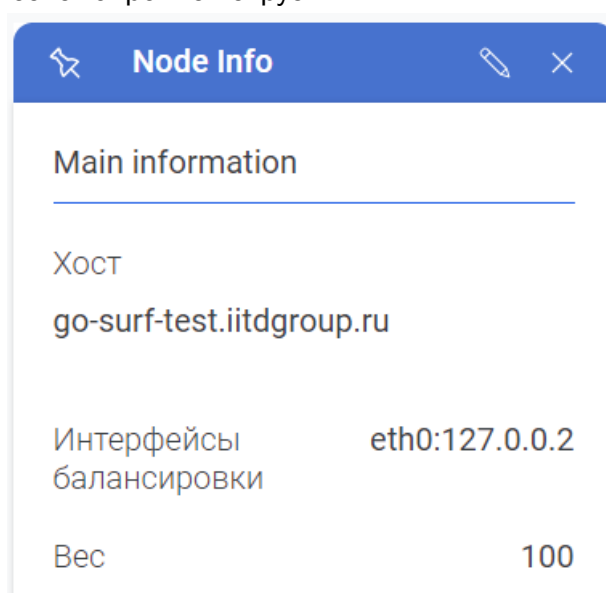 Node Info
Main information
Хост
go-surf-test.iitdgroup.ru
Интерфейсы eth0:127.0.0.2
балансировки
Вес 100